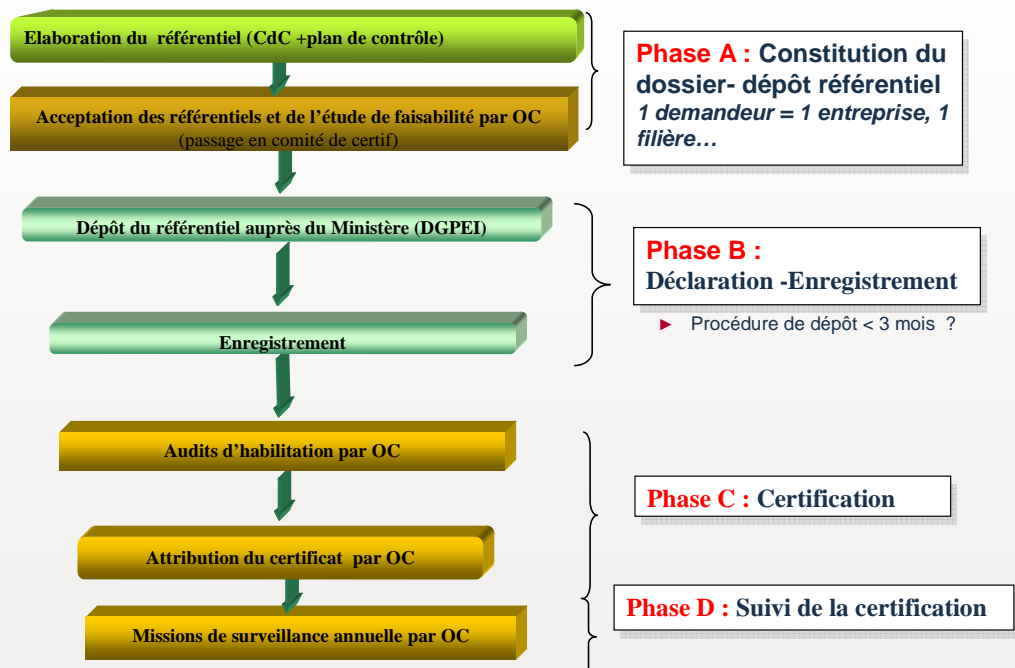 Elaboration du référentiel (CdC +plan de contrôle)
Acceptation des référentiels et de l'étude de faisabilité par OC
(passage en comité de certif)
Phase A : Constitution du
dossier- dépôt référentiel
1 demandeur = 1 entreprise, 1
filière…
Dépôt du référentiel auprès du Ministère (DGPEI)
Enregistrement
Phase B :
Déclaration -Enregistrement
► Procédure de dépôt < 3 mois ?
Audits d'habilitation par OC
Attribution du certificat par OC
Phase C : Certification
Missions de surveillance annuelle par OC
Phase D : Suivi de la certification